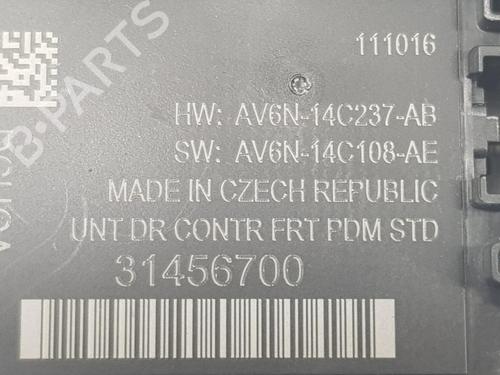 111016
HW: AV6N-14C237-AB
SW: AV6N-14C108-AE
MADE IN CZECH REPUBLIC
UNT DR CONTR FRT PDM STD
31456700
B-PARTS